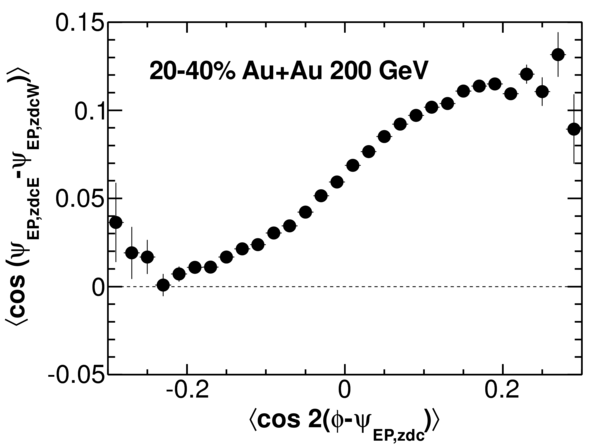 0.15
0.1
0.05
0
-0.05
⟨cos (ψEP,zdcE-ψEP,zdcW)⟩
20-40% Au+Au 200 GeV
-0.2 0 0.2
⟨cos 2(ϕ-ψEP,zdc)⟩